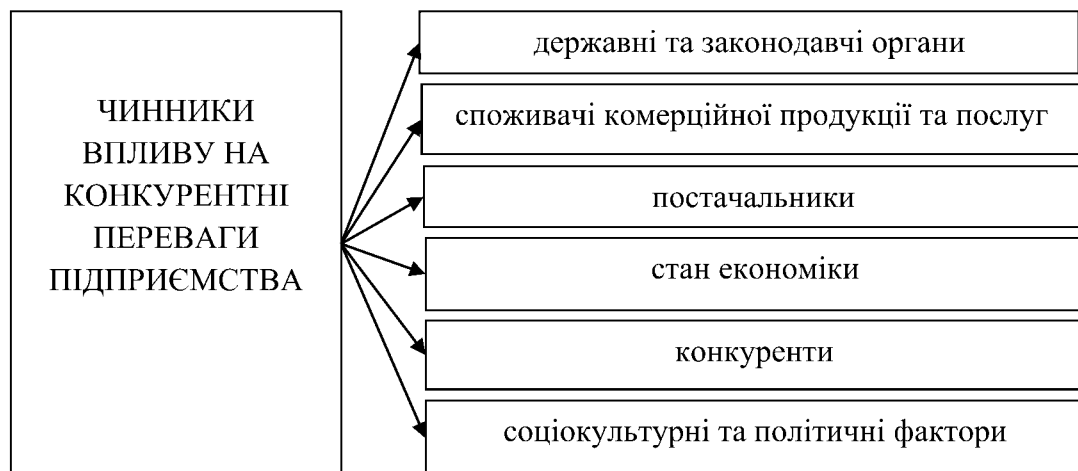 ЧИННИКИ
ВПЛИВУ НА
КОНКУРЕНТНІ
ПЕРЕВАГИ
ПІДПРИЄМСТВА
державні та законодавчі органи
споживачі комерційної продукції та послуг
постачальники
стан економіки
конкуренти
соціокультурні та політичні фактори